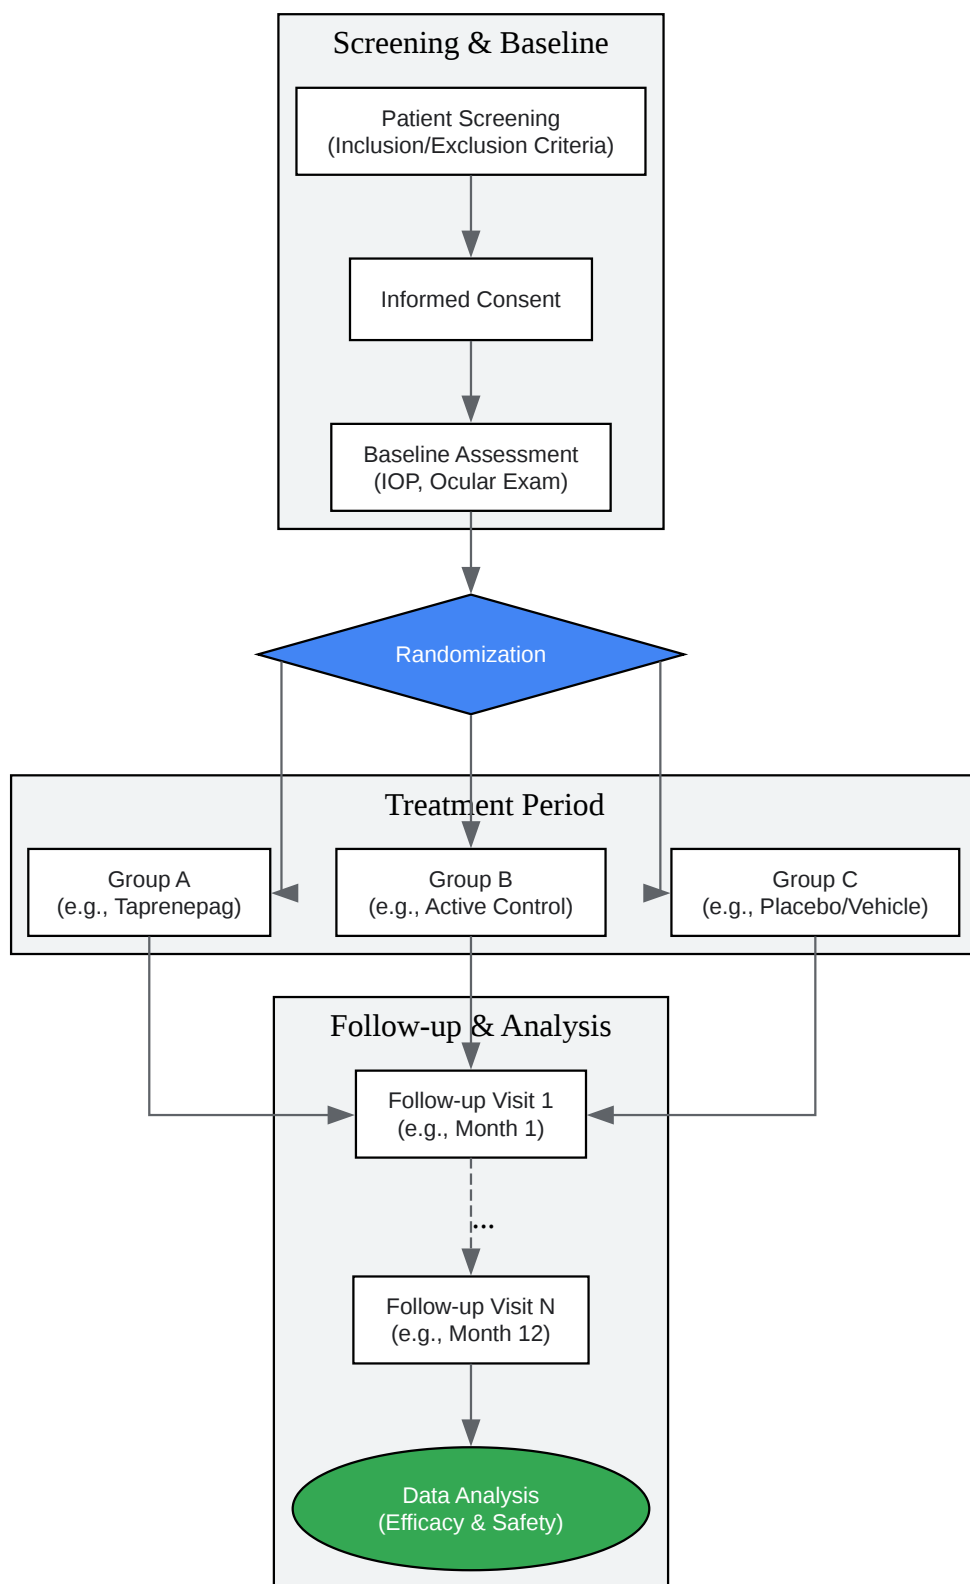 Screening & Baseline
Patient Screening
(Inclusion/Exclusion Criteria)
Informed Consent
Baseline Assessment
(IOP, Ocular Exam)
Randomization
Treatment Period
Group A
(e.g., Taprenepag)
Group B
(e.g., Active Control)
Group C
(e.g., Placebo/Vehicle)
Follow-up & Analysis
Follow-up Visit 1
(e.g., Month 1)
...
Follow-up Visit N
(e.g., Month 12)
Data Analysis
(Efficacy & Safety)